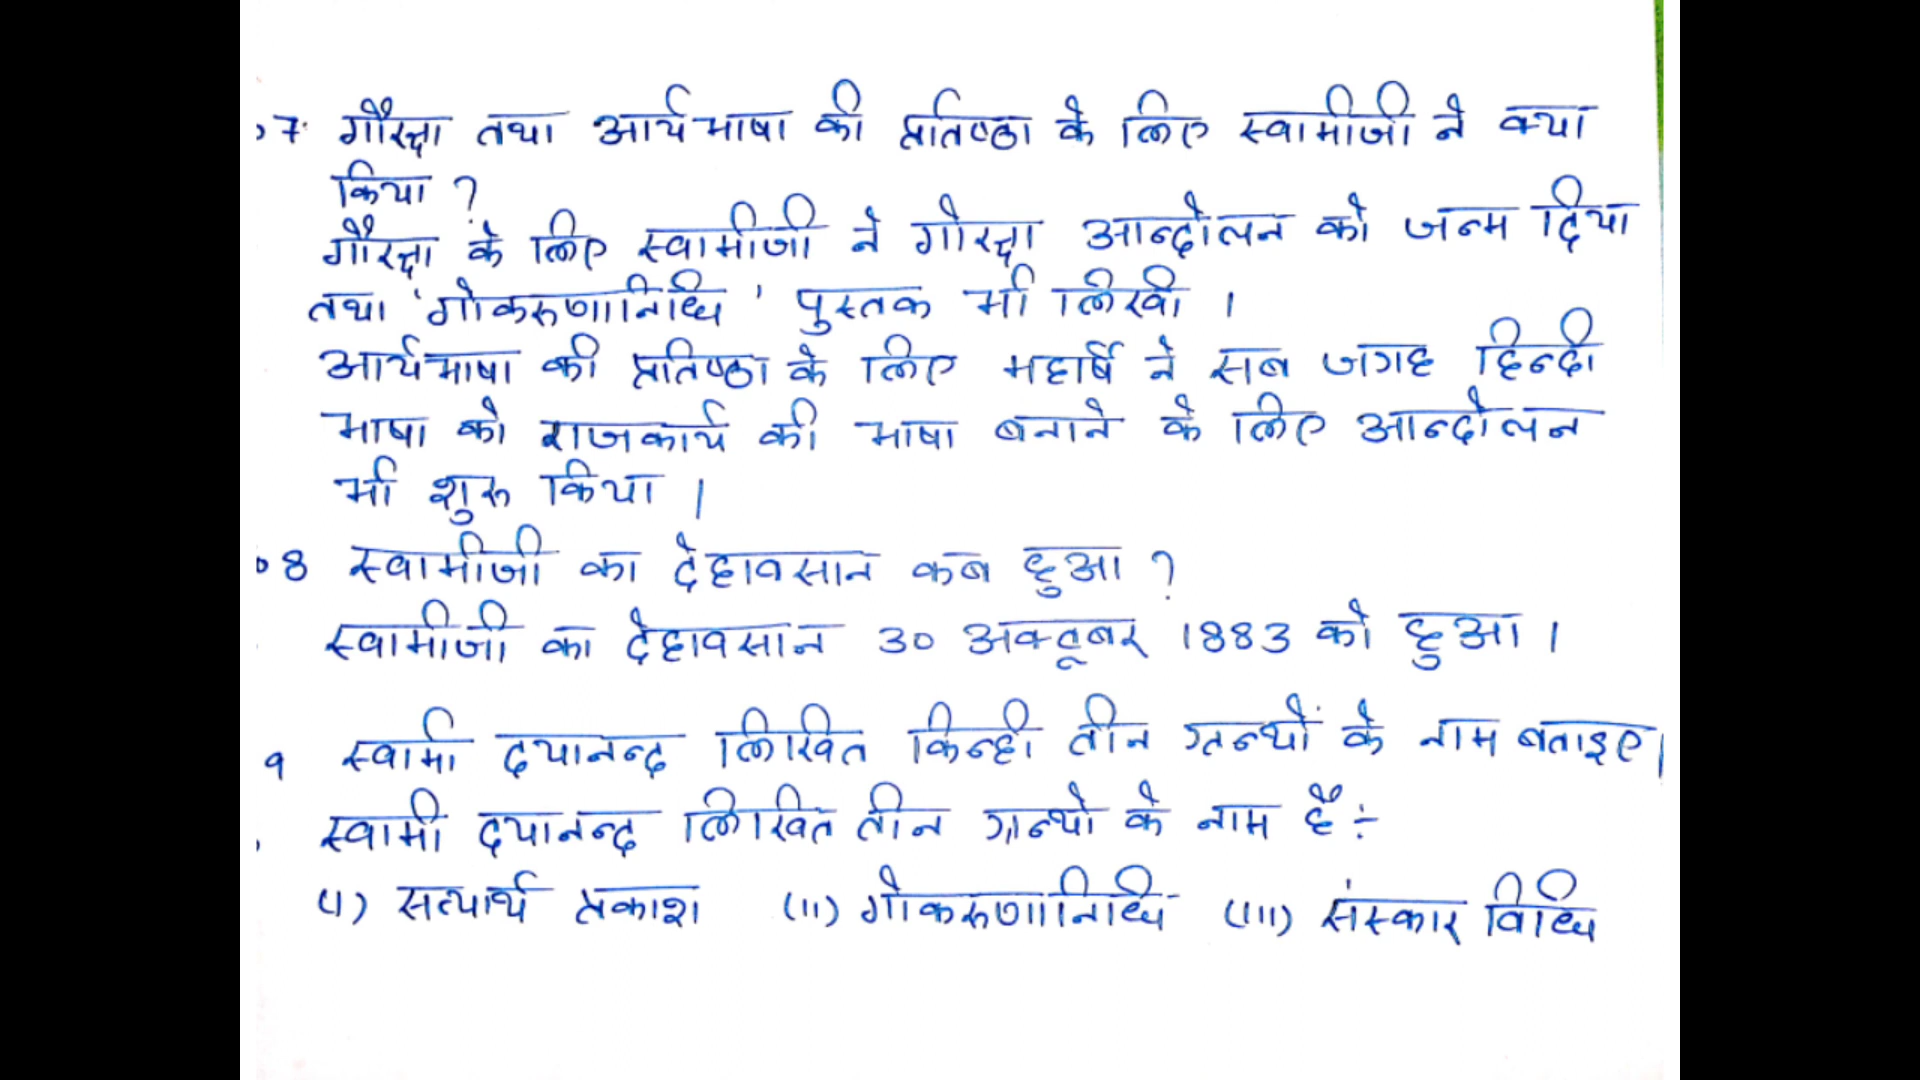 07. गौरक्षा तथा आर्यभाषा की प्रतिष्ठा के लिए स्वामीजी ने क्या
किया ?
गौरक्षा के लिए स्वामीजी ने गोरक्षा आन्दोलन को जन्म दिया
तथा 'गोकरुणानिधि' पुस्तक भी लिखी ।
आर्यभाषा की प्रतिष्ठा के लिए महर्षि ने सब जगह हिन्दी
भाषा को राजकार्य की भाषा बनाने के लिए आन्दोलन
भी शुरू किया ।
08 स्वामीजी का देहावसान कब हुआ ?
स्वामीजी का देहावसान 30 अक्टूबर 1883 को हुआ ।
9 स्वामी दयानन्द लिखित किन्ही तीन ग्रन्थों के नाम बताइए।
स्वामी दयानन्द लिखित तीन ग्रन्थो के नाम है :-
(I) सत्यार्थ प्रकाश (II) गोकरुणानिधि (III) संस्कार विधि